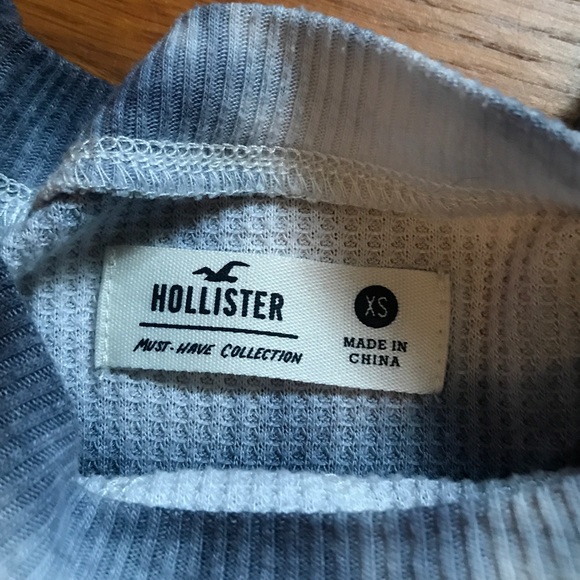 HOLLISTER
MUST-HAVE COLLECTION
XS
MADE IN
CHINA